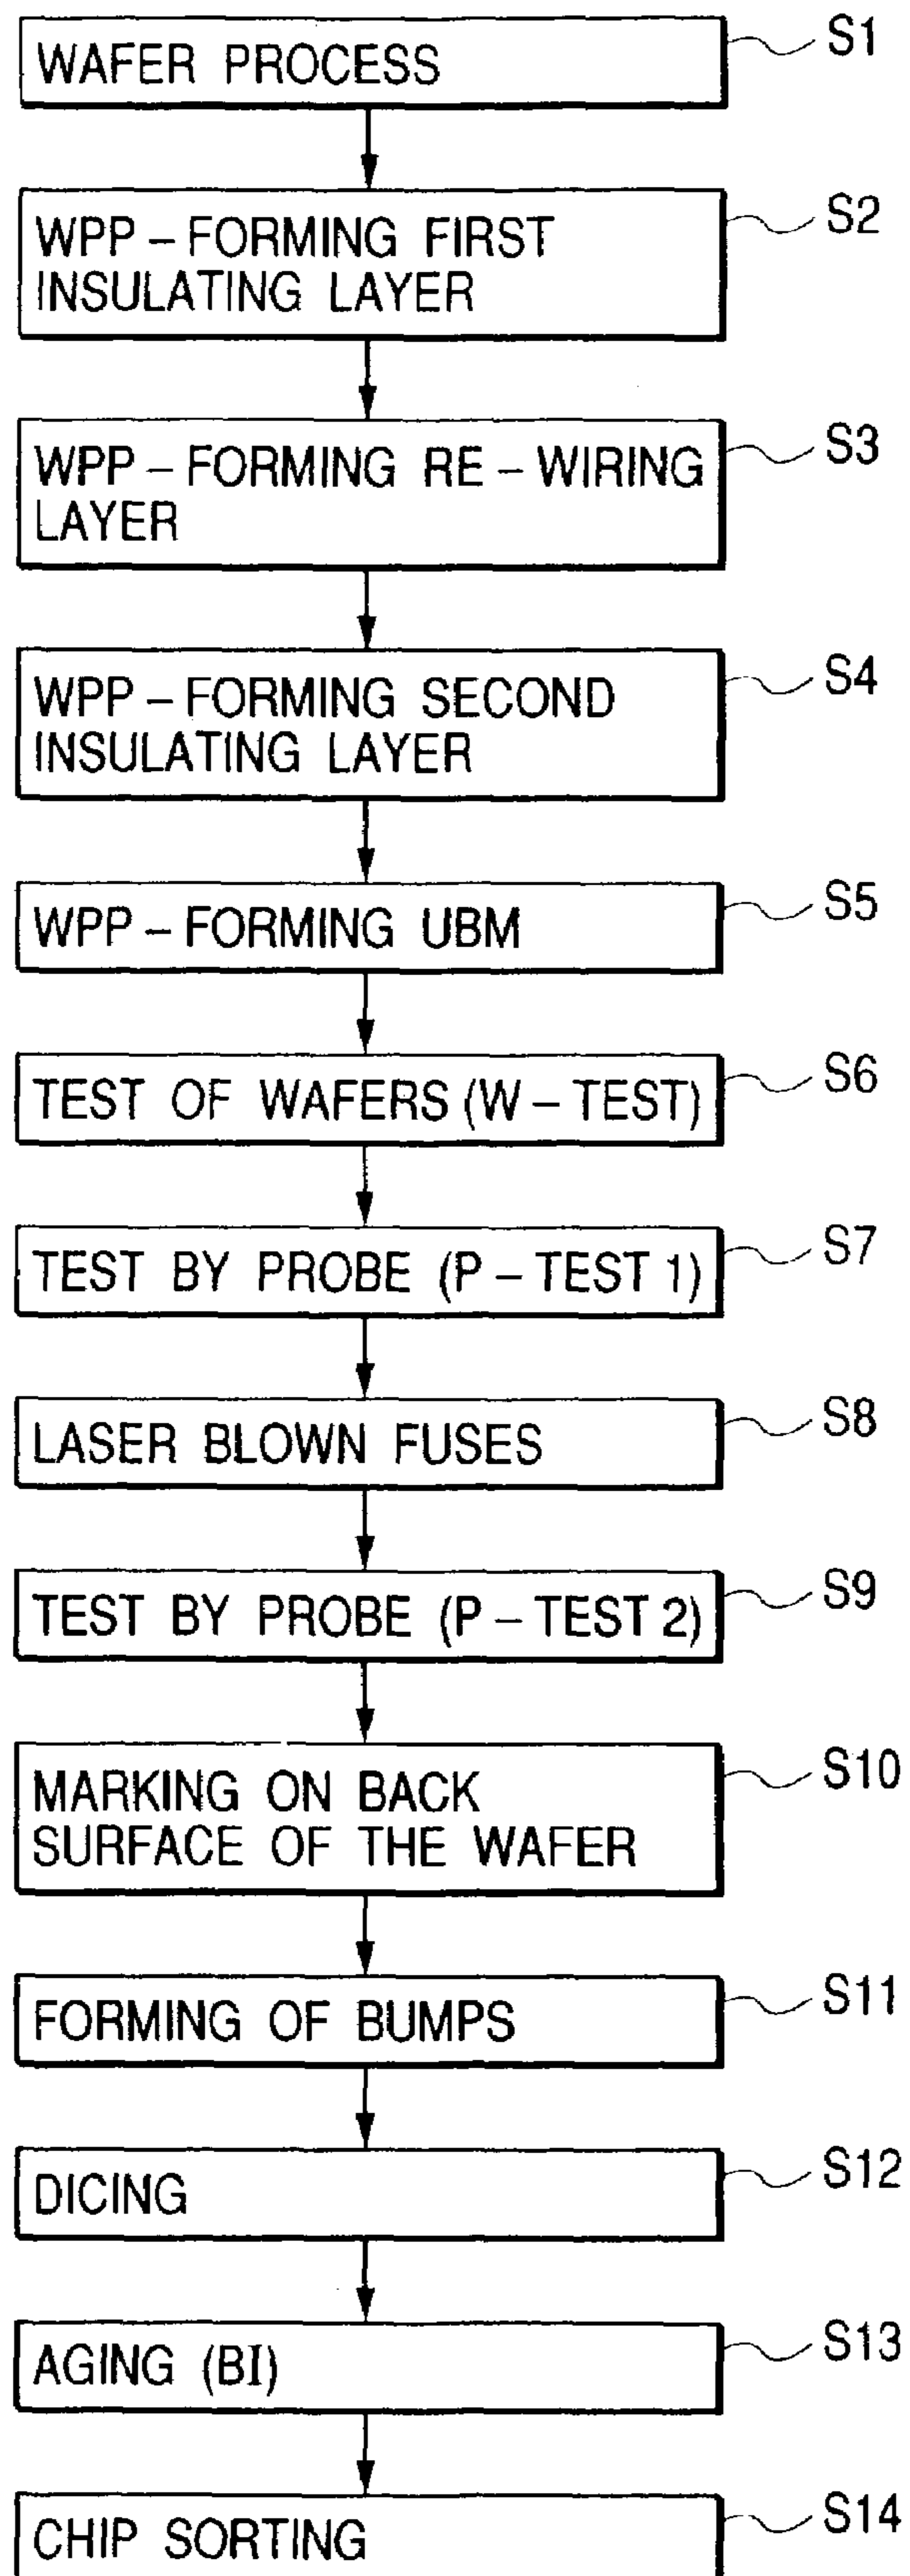 WAFER PROCESS
S1
WPP – FORMING FIRST
INSULATING LAYER
S2
WPP – FORMING RE – WIRING
LAYER
S3
WPP – FORMING SECOND
INSULATING LAYER
S4
WPP – FORMING UBM
S5
TEST OF WAFERS (W – TEST)
S6
TEST BY PROBE (P – TEST 1)
S7
LASER BLOWN FUSES
S8
TEST BY PROBE (P – TEST 2)
S9
MARKING ON BACK
SURFACE OF THE WAFER
S10
FORMING OF BUMPS
S11
DICING
S12
AGING (BI)
S13
CHIP SORTING
S14